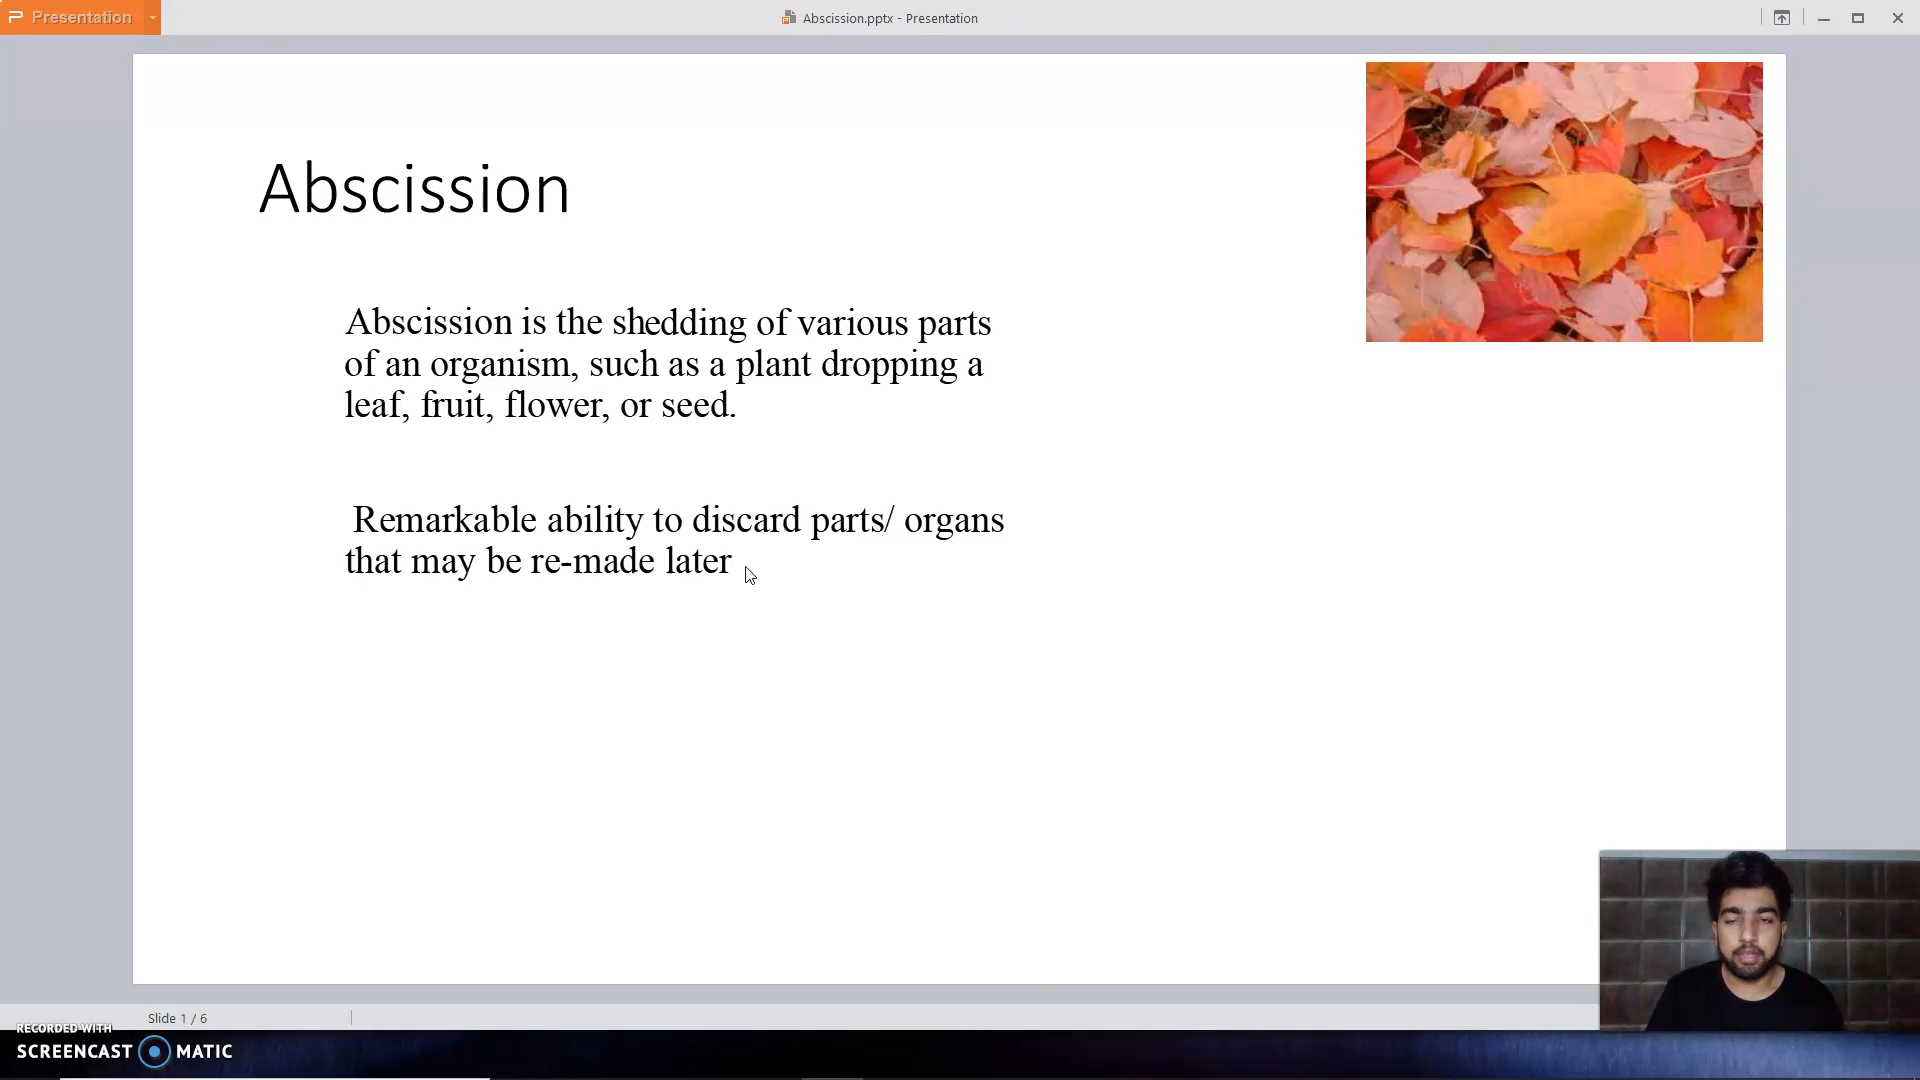 Presentation
Abscission.pptx - Presentation
Abscission
Abscission is the shedding of various parts
of an organism, such as a plant dropping a
leaf, fruit, flower, or seed.
Remarkable ability to discard parts/ organs
that may be re-made later
Slide 1 / 6
RECORDED WITH
SCREENCAST MATIC